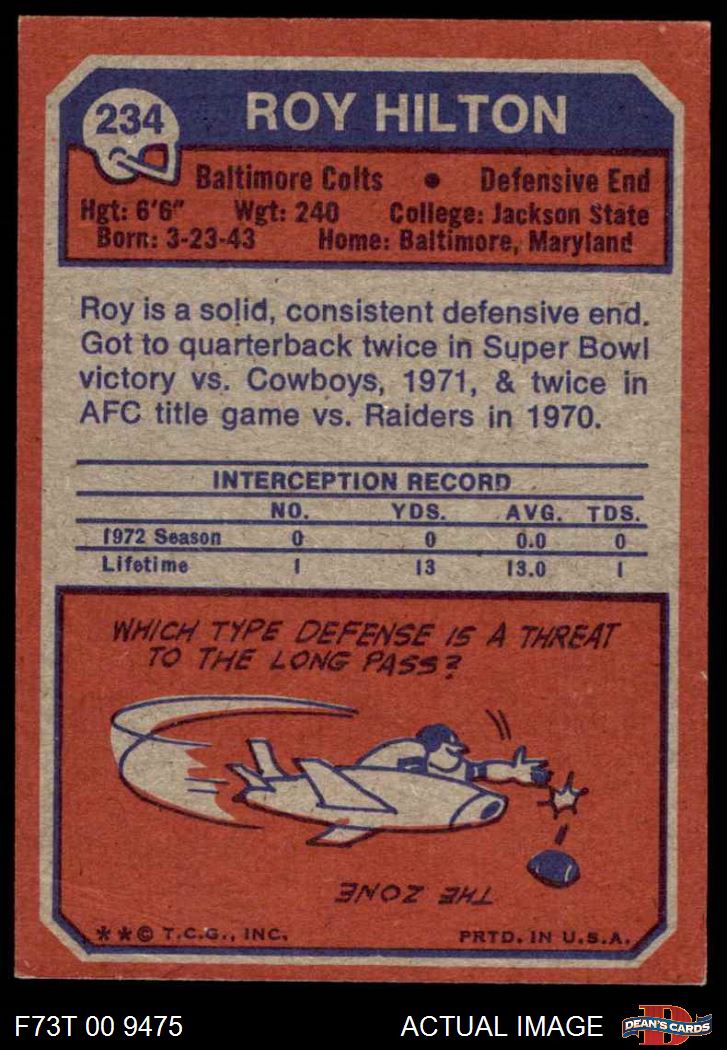 234
ROY HILTON
Baltimore Colts • Defensive End
Hgt: 6'6" Wgt: 240 College: Jackson State
Born: 3-23-43 Home: Baltimore, Maryland
Roy is a solid, consistent defensive end.
Got to quarterback twice in Super Bowl
victory vs. Cowboys, 1971, & twice in
AFC title game vs. Raiders in 1970.
INTERCEPTION RECORD
NO. YDS. AVG. TDS.
1972 Season 0 0 0.0 0
Lifetime 1 13 13.0 1
WHICH TYPE DEFENSE IS A THREAT
TO THE LONG PASS?
THE ZONE
**© T.C.G., INC. PRTD. IN U.S.A.
F73T 00 9475 ACTUAL IMAGE D DEAN'S CARDS